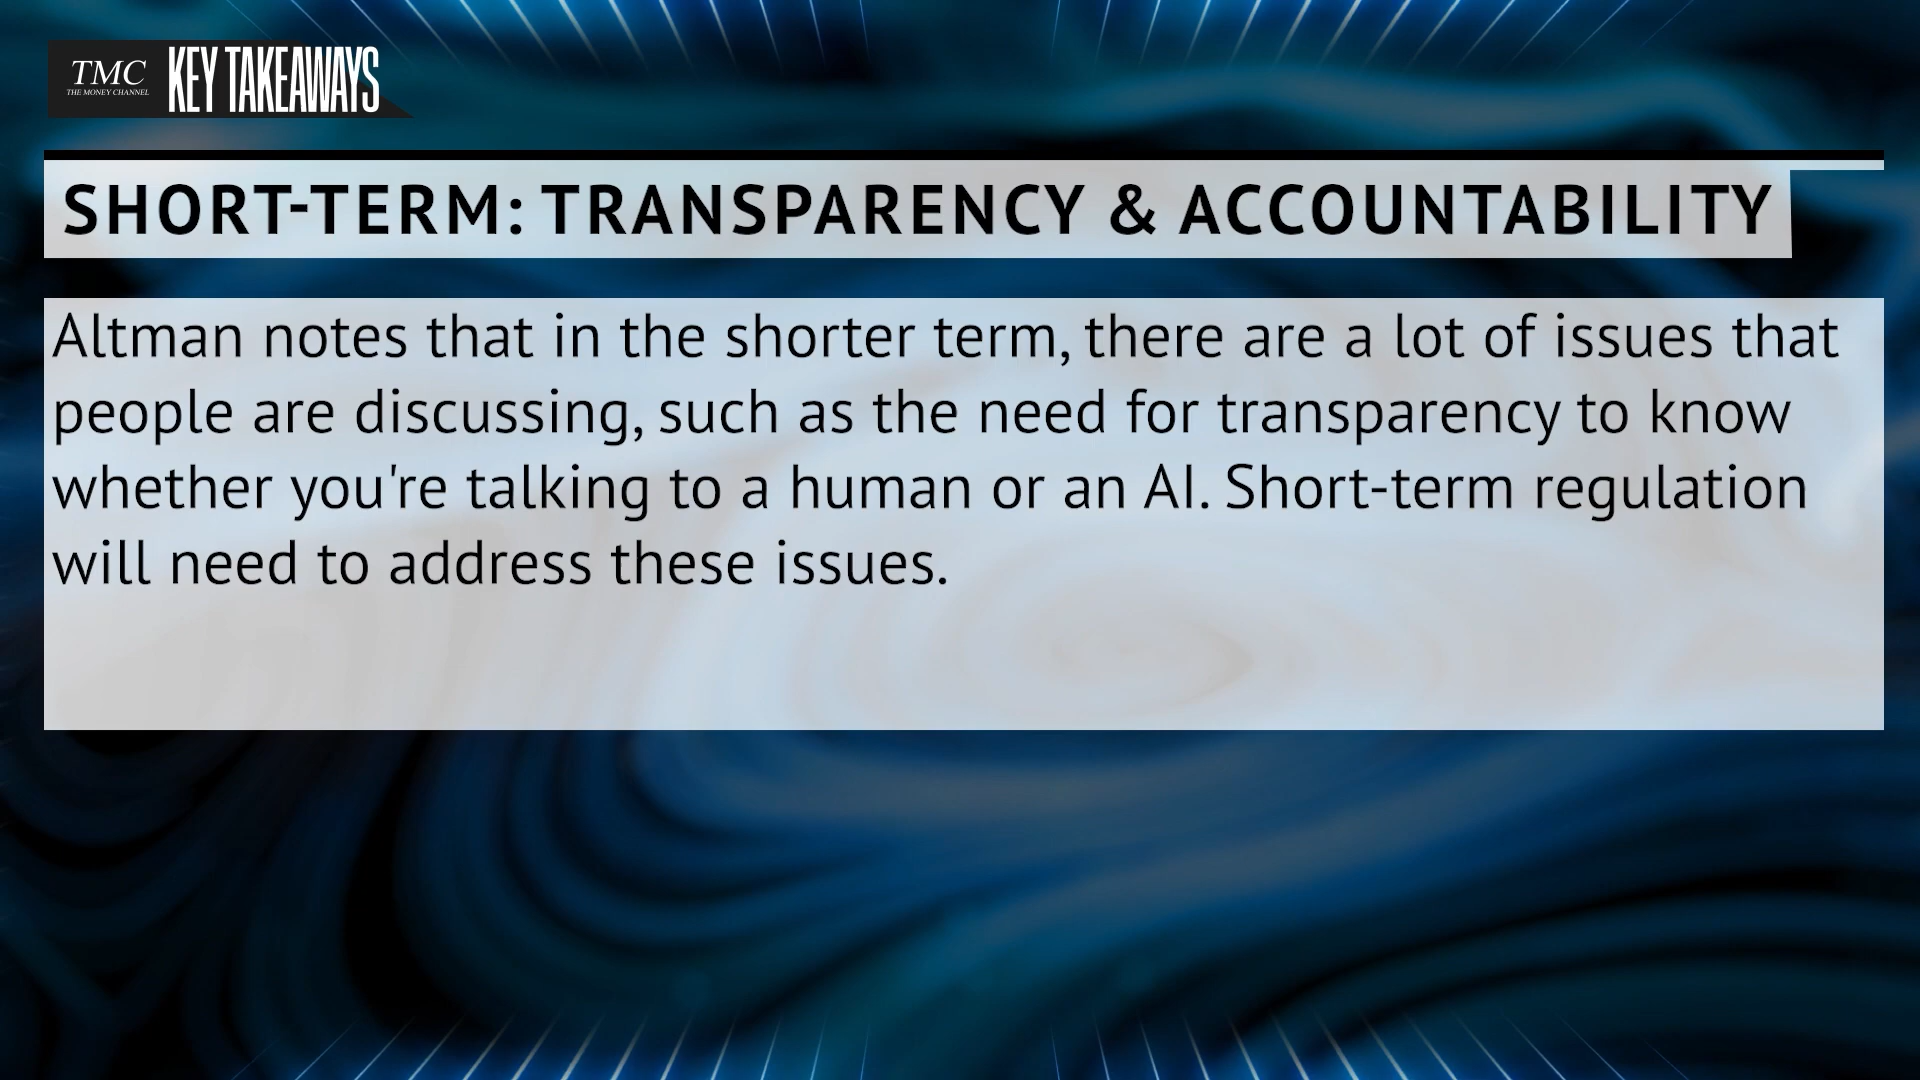 TMC
THE MONEY CHANNEL
KEY TAKEAWAYS
SHORT-TERM: TRANSPARENCY & ACCOUNTABILITY
Altman notes that in the shorter term, there are a lot of issues that
people are discussing, such as the need for transparency to know
whether you're talking to a human or an AI. Short-term regulation
will need to address these issues.